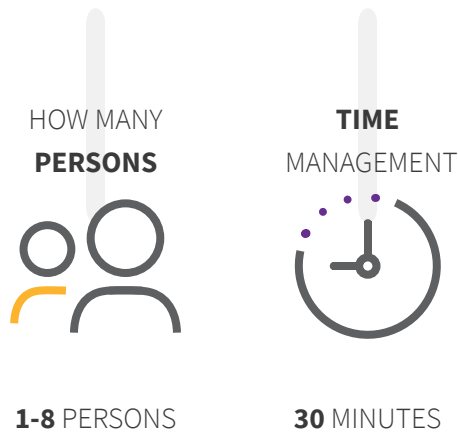 HOW MANY
PERSONS
1-8 PERSONS
TIME
MANAGEMENT
30 MINUTES